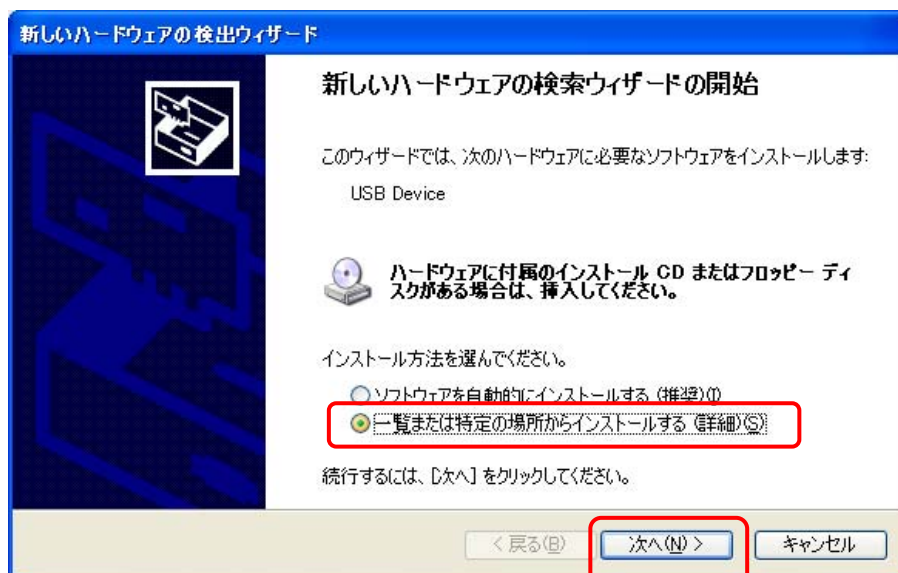 新しいハードウェアの検出ウィザード
新しいハードウェアの検索ウィザードの開始
このウィザードでは、次のハードウェアに必要なソフトウェアをインストールします:
USB Device
ハードウェアに付属のインストール CD またはフロッピー ディ
スクがある場合は、挿入してください。
インストール方法を選んでください。
ソフトウェアを自動的にインストールする (推奨)(I)
一覧または特定の場所からインストールする (詳細)(S)
続行するには、[次へ] をクリックしてください。
< 戻る(B)
次へ(N) >
キャンセル